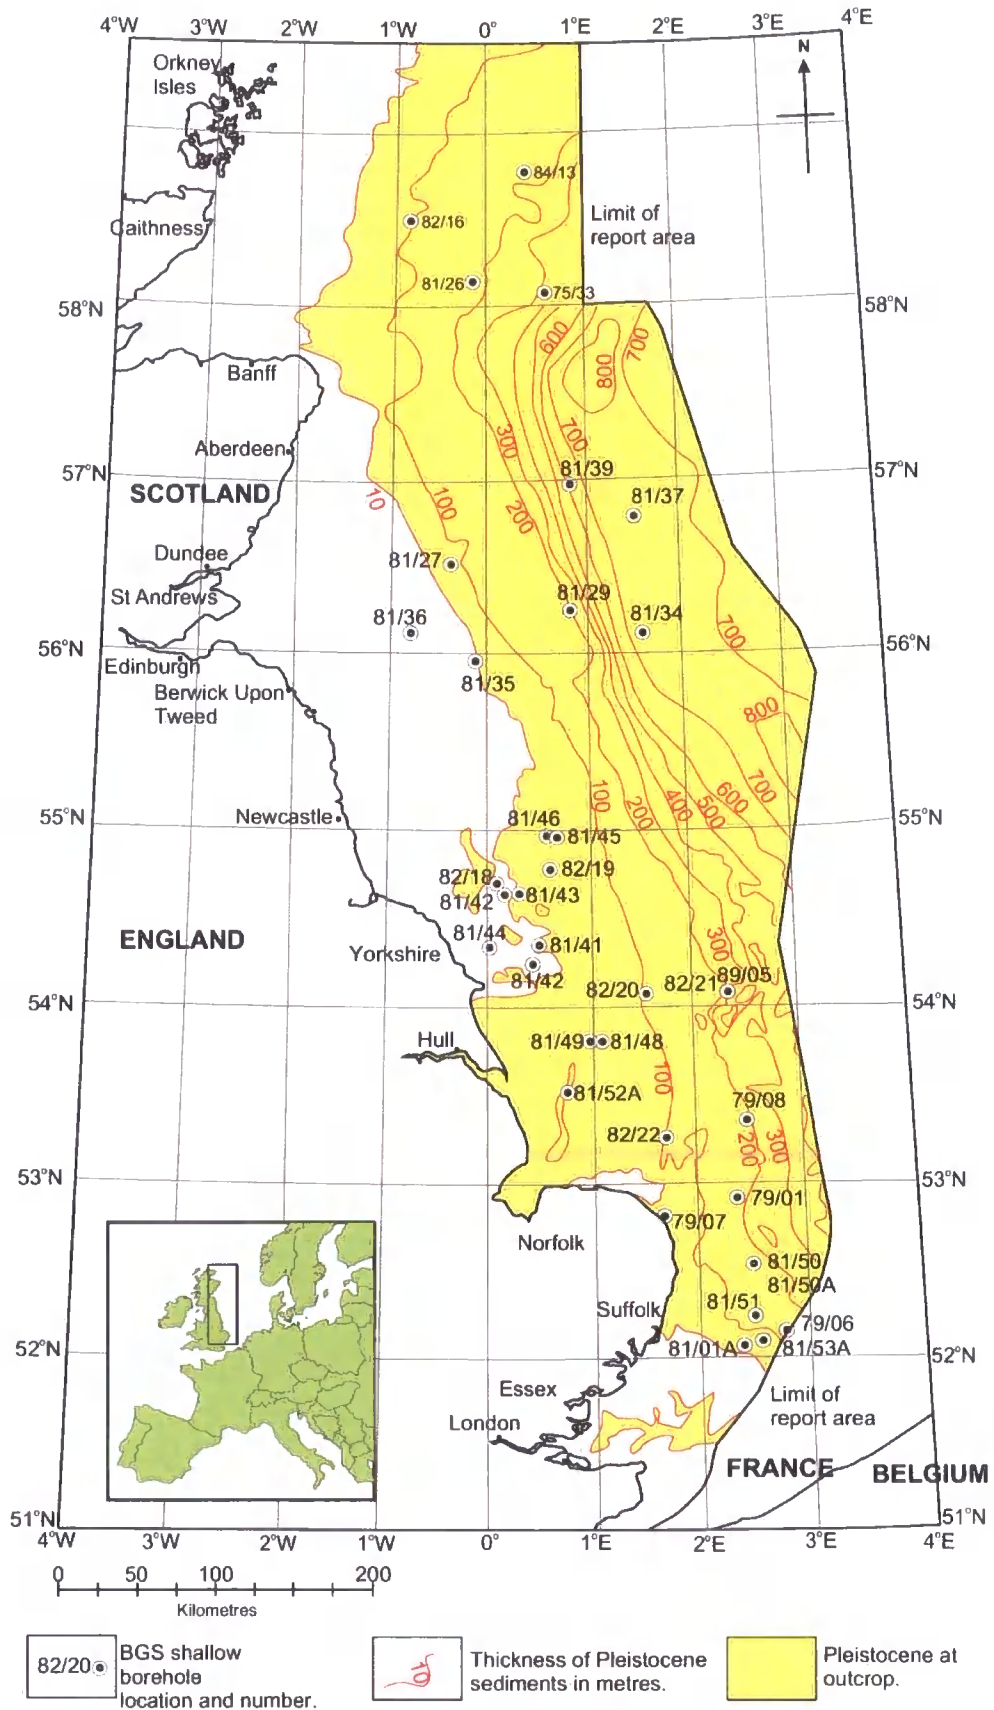 4°W 3°W 2°W 1°W 0° 1°E 2°E 3°E 4°E
N
Orkney
Isles
84/13
Limit of
report area
82/16
Caithness
81/26
75/33
58°N 58°N
600
700
800
Banff
300
700
Aberdeen
57°N 57°N
81/39
SCOTLAND
10
100
200
81/37
Dundee
81/27
St Andrews
81/29
81/36
81/34
700
56°N 56°N
Edinburgh
81/35
Berwick Upon
Tweed
800
100
200
400
500
600
700
55°N 55°N
Newcastle
81/46
81/45
82/19
82/18
81/42
81/43
ENGLAND
81/44
81/41
Yorkshire
300
81/42
82/20
82/21
89/05
54°N 54°N
Hull
81/49
81/48
81/52A
100
79/08
82/22
200
300
53°N 53°N
79/01
79/07
Norfolk
81/50
81/50A
81/51
Suffolk
79/06
81/01A
81/53A
52°N 52°N
Essex
Limit of
report area
London
FRANCE
BELGIUM
51°N 51°N
4°W 3°W 2°W 1°W 0° 1°E 2°E 3°E 4°E
0 50 100 200
Kilometres
82/20
BGS shallow
borehole
location and number.
10
Thickness of Pleistocene
sediments in metres.
Pleistocene at
outcrop.